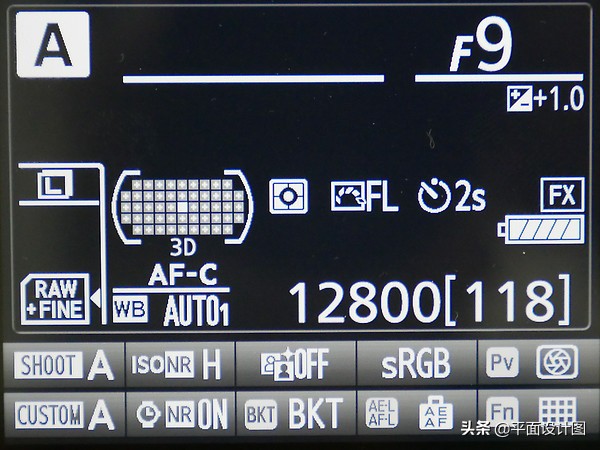 A F9
+1.0
L FL 2s FX
3D
AF-C
RAW
+FINE WB AUTO1 12800[118]
SHOOT A ISO NR H OFF sRGB Pv
CUSTOM A NR ON BKT BKT AE-L AF-L AE AF Fn
头条 @平面设计图